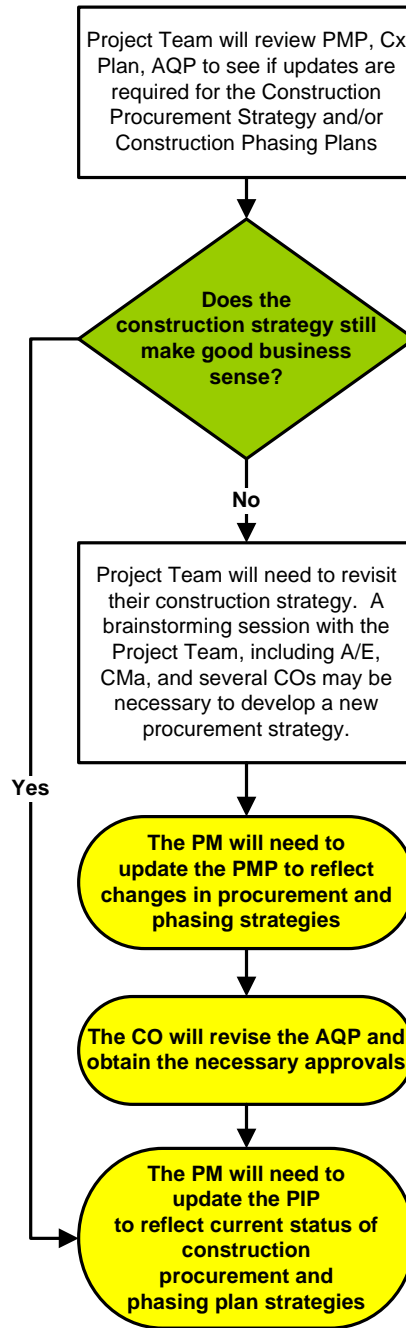 Project Team will review PMP, Cx
Plan, AQP to see if updates are
required for the Construction
Procurement Strategy and/or
Construction Phasing Plans
Does the
construction strategy still
make good business
sense?
No
Project Team will need to revisit
their construction strategy.  A
brainstorming session with the
Project Team, including A/E,
CMa, and several COs may be
necessary to develop a new
procurement strategy.
Yes
The PM will need to
update the PMP to reflect
changes in procurement and
phasing strategies
The CO will revise the AQP and
obtain the necessary approvals
The PM will need to
update the PIP
to reflect current status of
construction
procurement and
phasing plan strategies